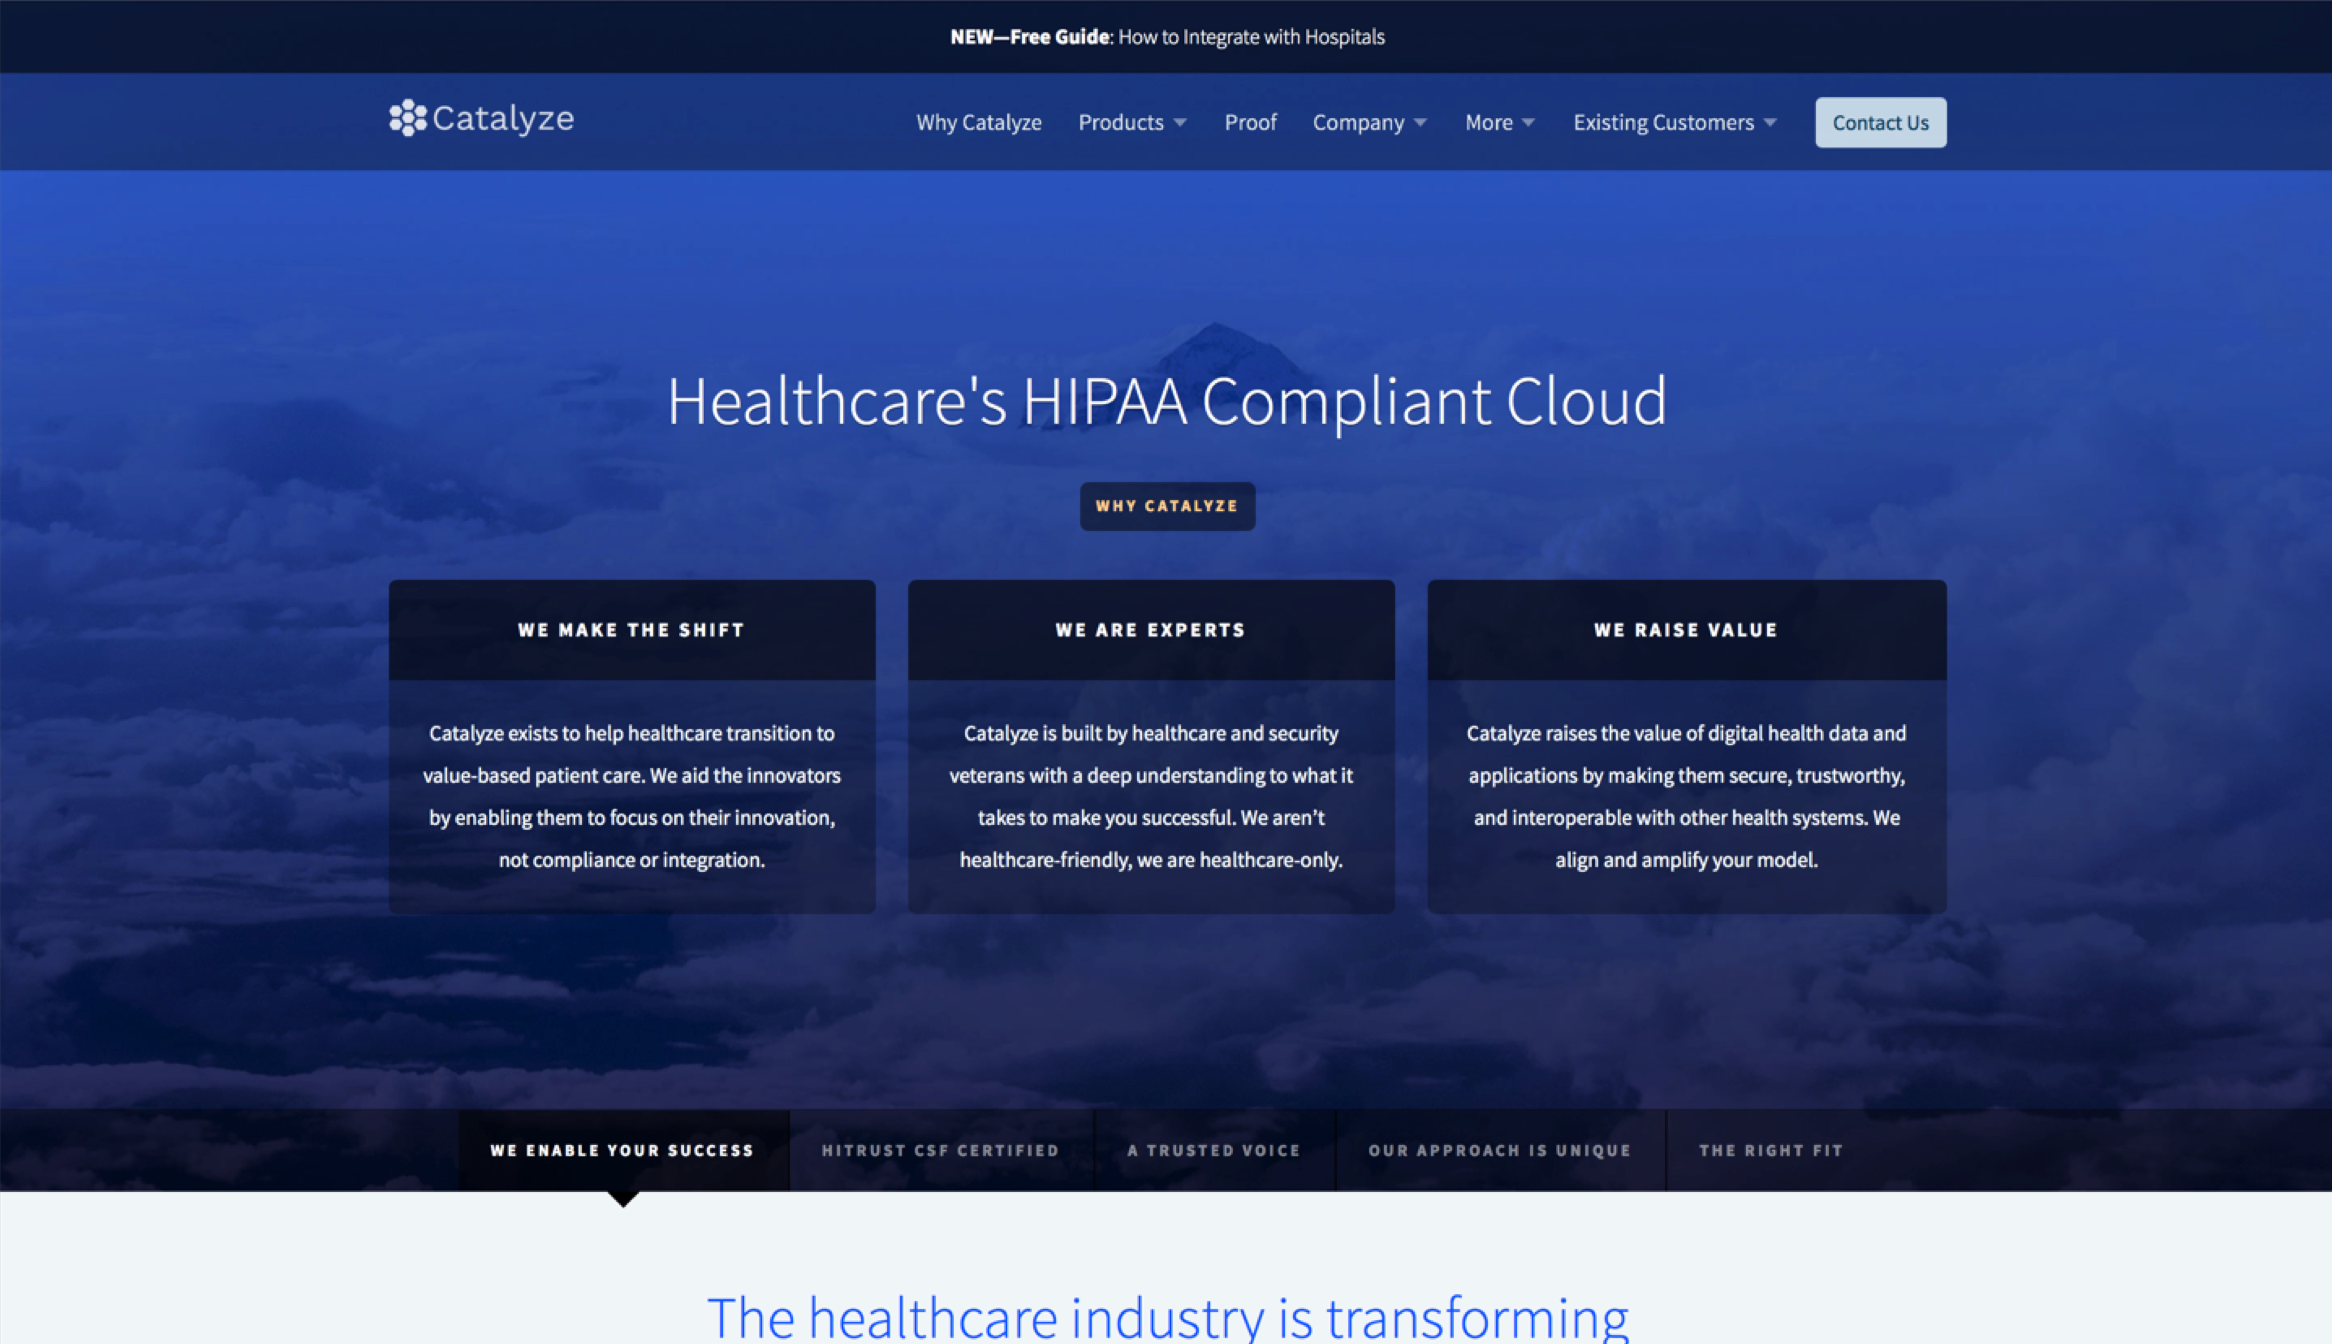 NEW—Free Guide: How to Integrate with Hospitals
Catalyze
Why Catalyze Products Proof Company More Existing Customers Contact Us
Healthcare's HIPAA Compliant Cloud
WHY CATALYZE
WE MAKE THE SHIFT
Catalyze exists to help healthcare transition to
value-based patient care. We aid the innovators
by enabling them to focus on their innovation,
not compliance or integration.
WE ARE EXPERTS
Catalyze is built by healthcare and security
veterans with a deep understanding to what it
takes to make you successful. We aren’t
healthcare-friendly, we are healthcare-only.
WE RAISE VALUE
Catalyze raises the value of digital health data and
applications by making them secure, trustworthy,
and interoperable with other health systems. We
align and amplify your model.
WE ENABLE YOUR SUCCESS HITRUST CSF CERTIFIED A TRUSTED VOICE OUR APPROACH IS UNIQUE THE RIGHT FIT
The healthcare industry is transforming